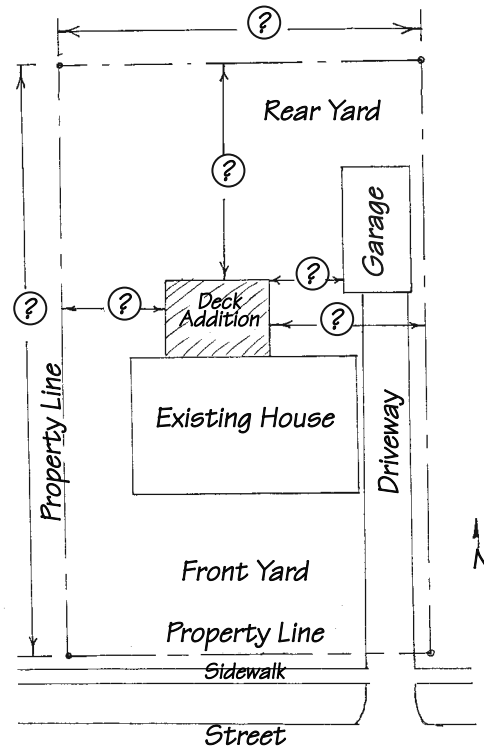 ?
Rear Yard
?
Garage
?
?
?
Deck
Addition
?
Existing House
Property Line
Driveway
Front Yard
Property Line
Sidewalk
Street